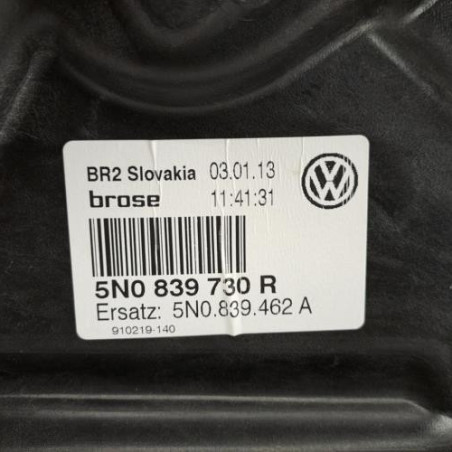 BR2 Slovakia 03.01.13
brose 11:41:31
5N0 839 730 R
Ersatz: 5N0.839.462 A
910219-140